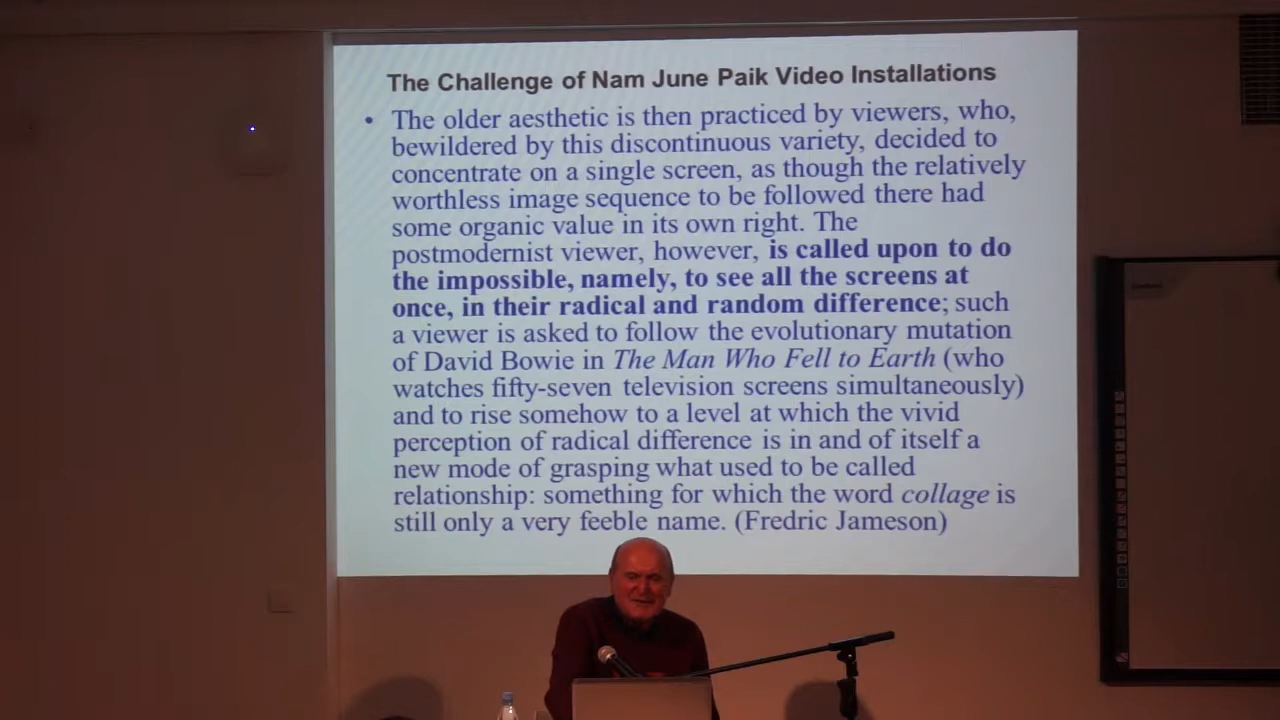 The Challenge of Nam June Paik Video Installations
• The older aesthetic is then practiced by viewers, who,
bewildered by this discontinuous variety, decided to
concentrate on a single screen, as though the relatively
worthless image sequence to be followed there had
some organic value in its own right. The
postmodernist viewer, however, is called upon to do
the impossible, namely, to see all the screens at
once, in their radical and random difference; such
a viewer is asked to follow the evolutionary mutation
of David Bowie in The Man Who Fell to Earth (who
watches fifty-seven television screens simultaneously)
and to rise somehow to a level at which the vivid
perception of radical difference is in and of itself a
new mode of grasping what used to be called
relationship: something for which the word collage is
still only a very feeble name. (Fredric Jameson)